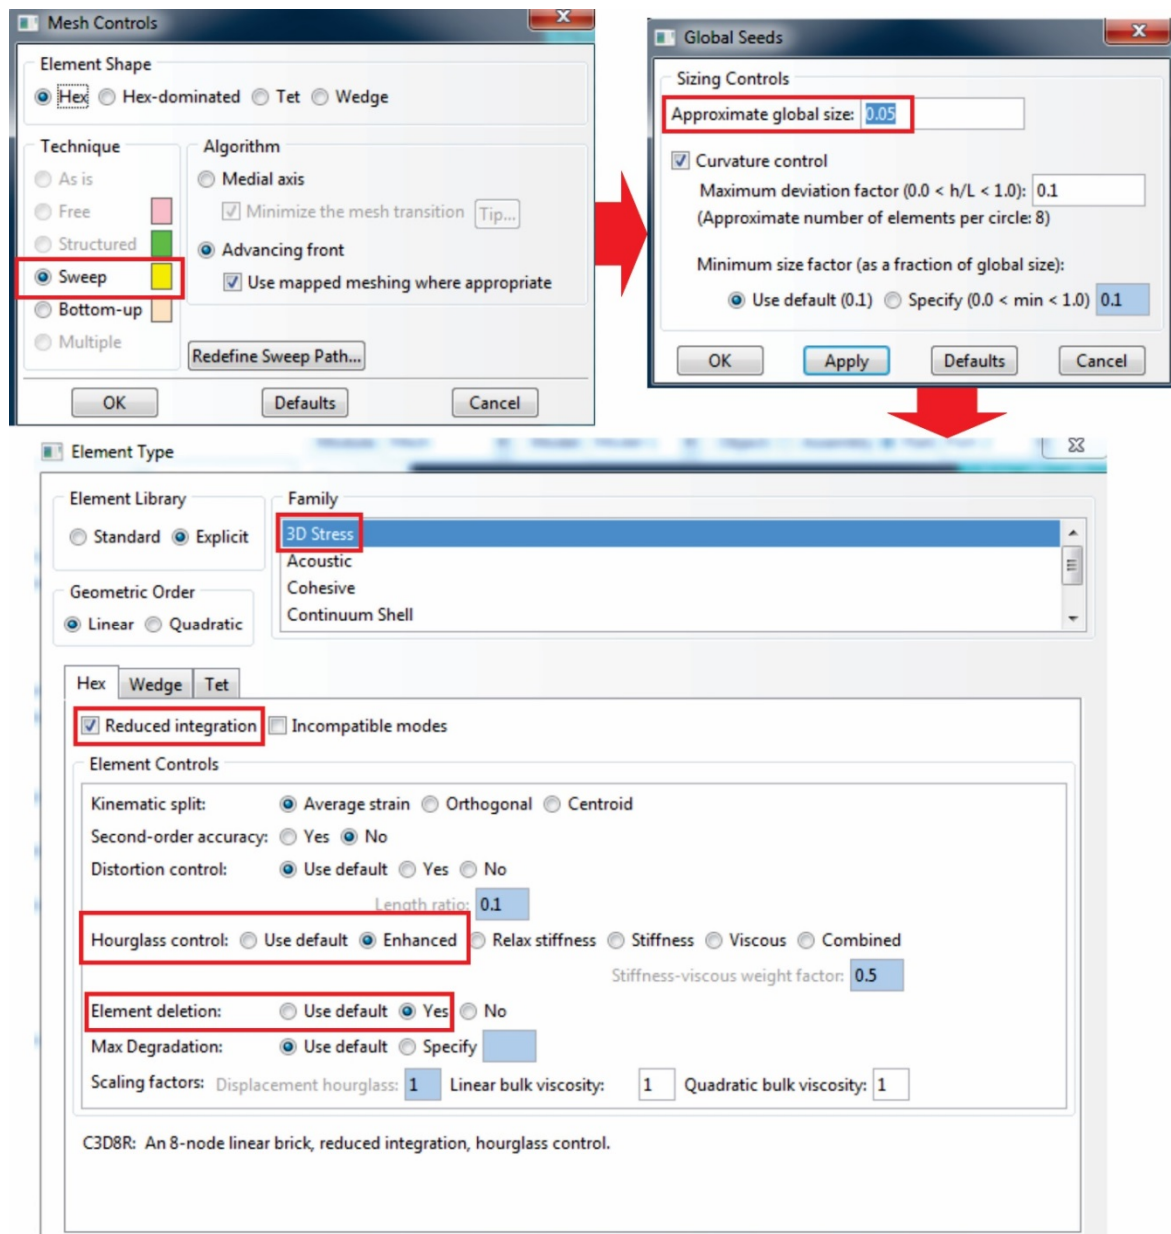 Mesh Controls
Element Shape
Hex Hex-dominated Tet Wedge
Technique
As is
Free
Structured
Sweep
Bottom-up
Multiple
Algorithm
Medial axis
Minimize the mesh transition Tip...
Advancing front
Use mapped meshing where appropriate
Redefine Sweep Path...
OK Defaults Cancel
Global Seeds
Sizing Controls
Approximate global size: 0.05
Curvature control
Maximum deviation factor (0.0 < h/L < 1.0): 0.1
(Approximate number of elements per circle: 8)
Minimum size factor (as a fraction of global size):
Use default (0.1) Specify (0.0 < min < 1.0) 0.1
OK Apply Defaults Cancel
Element Type
Element Library
Standard Explicit
Geometric Order
Linear Quadratic
Family
3D Stress
Acoustic
Cohesive
Continuum Shell
Hex Wedge Tet
Reduced integration Incompatible modes
Element Controls
Kinematic split: Average strain Orthogonal Centroid
Second-order accuracy: Yes No
Distortion control: Use default Yes No
Length ratio: 0.1
Hourglass control: Use default Enhanced Relax stiffness Stiffness Viscous Combined
Stiffness-viscous weight factor: 0.5
Element deletion: Use default Yes No
Max Degradation: Use default Specify
Scaling factors: Displacement hourglass: 1 Linear bulk viscosity: 1 Quadratic bulk viscosity: 1
C3D8R: An 8-node linear brick, reduced integration, hourglass control.